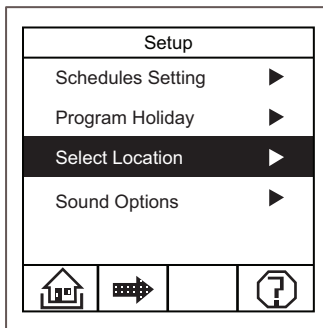 Setup
Schedules Setting
Program Holiday
Select Location
Sound Options
?